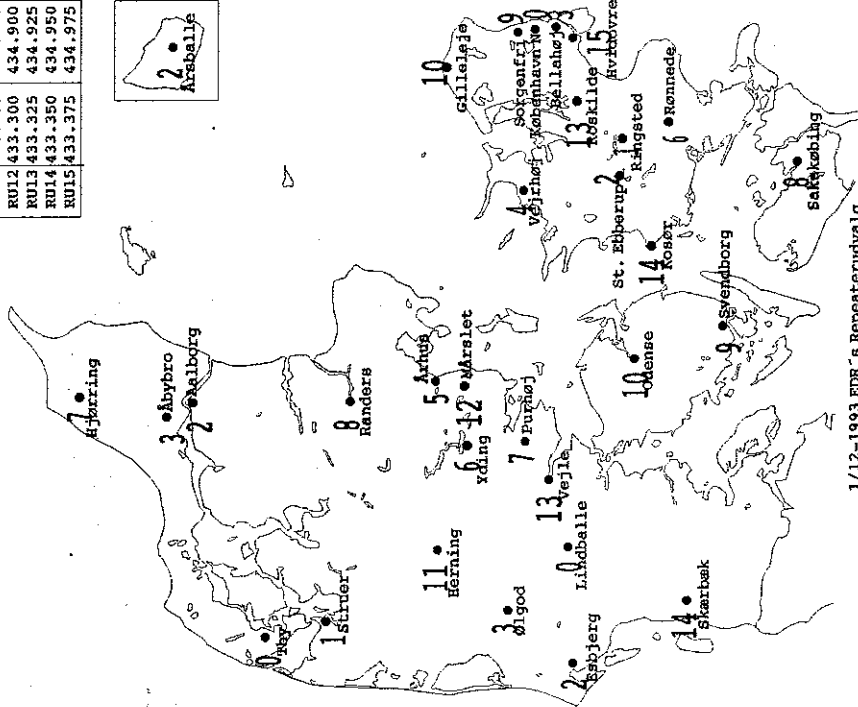 RU12 433.300 434.900
RU13 433.325 434.925
RU14 433.350 434.950
RU15 433.375 434.975
2
Årsballe
7
Hjørring
3
Åbybro
2
Aalborg
0
Thy
1
Struer
8
Randers
5
Århus
12
Mårslet
6
Yding
11
Herning
7
Purhøj
3
Ølgod
13
Vejle
0
Lindballe
2
Esbjerg
14
Skærbæk
10
Odense
9
Svendborg
10
Gilleleje
9
Sorgenfri
0
København N
3
Bellahøj
15
Hvidovre
13
Roskilde
4
Vejrhøj
1
Ringsted
2
St. Ebberup
6
Rønnede
14
Kosør
8
Sakskøbing
1/12-1993 EDR's Repeaterudvalg